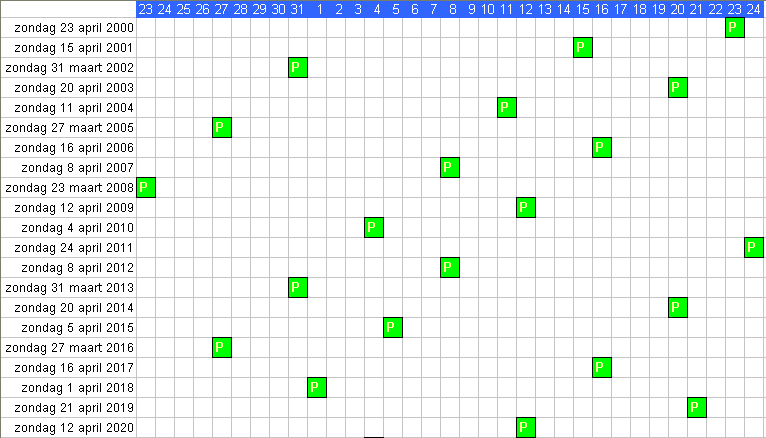 23 24 25 26 27 28 29 30 31 1 2 3 4 5 6 7 8 9 10 11 12 13 14 15 16 17 18 19 20 21 22 23 24
zondag 23 april 2000 P
zondag 15 april 2001 P
zondag 31 maart 2002 P
zondag 20 april 2003 P
zondag 11 april 2004 P
zondag 27 maart 2005 P
zondag 16 april 2006 P
zondag 8 april 2007 P
zondag 23 maart 2008 P
zondag 12 april 2009 P
zondag 4 april 2010 P
zondag 24 april 2011 P
zondag 8 april 2012 P
zondag 31 maart 2013 P
zondag 20 april 2014 P
zondag 5 april 2015 P
zondag 27 maart 2016 P
zondag 16 april 2017 P
zondag 1 april 2018 P
zondag 21 april 2019 P
zondag 12 april 2020 P